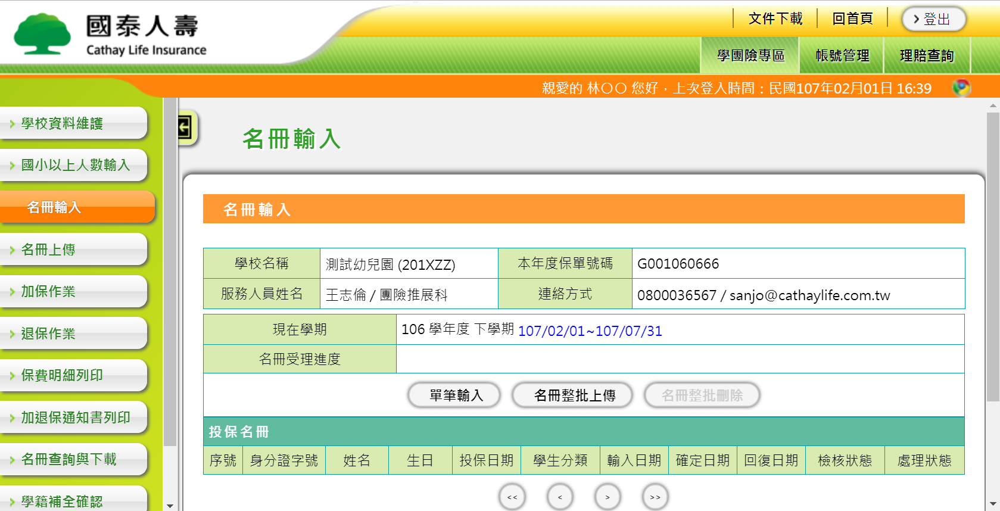 國泰人壽
Cathay Life Insurance
文件下載
回首頁
登出
學團險專區
帳號管理
理賠查詢
親愛的 林〇〇 您好，上次登入時間：民國107年02月01日 16:39
學校資料維護
國小以上人數輸入
名冊輸入
名冊上傳
加保作業
退保作業
保費明細列印
加退保通知書列印
名冊查詢與下載
學籍補全確認
名冊輸入
名冊輸入
學校名稱 測試幼兒園 (201XZZ) 本年度保單號碼 G001060666
服務人員姓名 王志倫 / 團險推展科 連絡方式 0800036567 / sanjo@cathaylife.com.tw
現在學期 106 學年度 下學期 107/02/01~107/07/31
名冊受理進度
單筆輸入 名冊整批上傳 名冊整批刪除
投保名冊
序號 身分證字號 姓名 生日 投保日期 學生分類 輸入日期 確定日期 回復日期 檢核狀態 處理狀態
<< < > >>